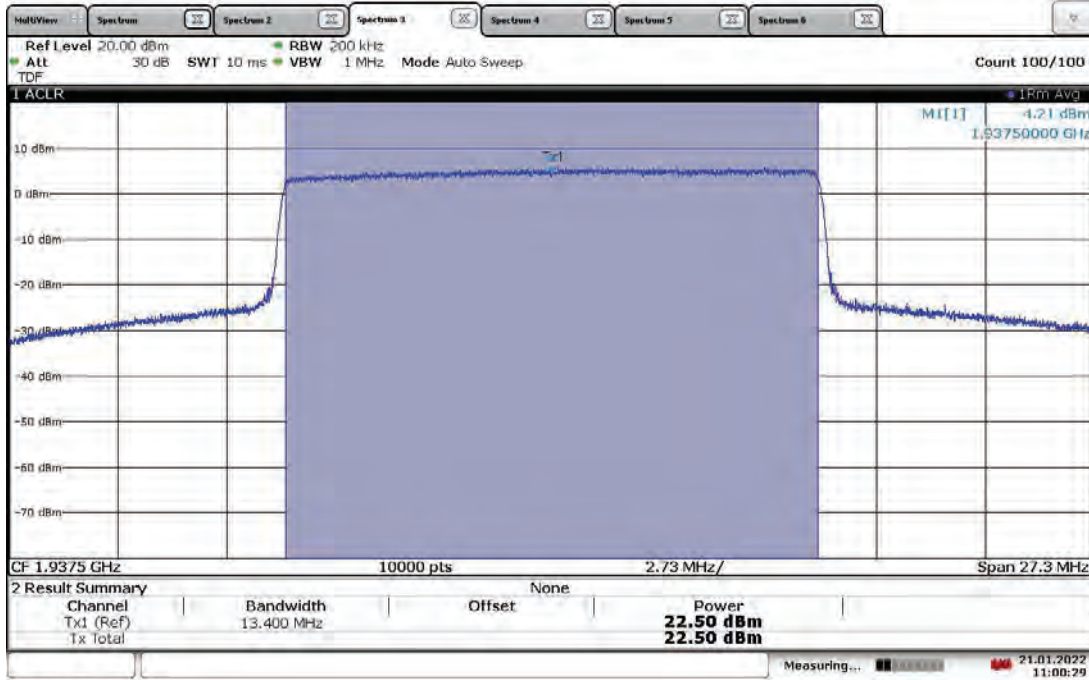 MultiView Spectrum Spectrum 2 Spectrum 3 Spectrum 4 Spectrum 5 Spectrum 6
Ref Level 20.00 dBm RBW 200 kHz
Att 30 dB SWT 10 ms VBW 1 MHz Mode Auto Sweep Count 100/100
TDF
1 ACLR 1Rm Avg
M1[1] 4.21 dBm
1.93750000 GHz
10 dBm
Tx1
0 dBm
-10 dBm
-20 dBm
-30 dBm
-40 dBm
-50 dBm
-60 dBm
-70 dBm
CF 1.9375 GHz 10000 pts 2.73 MHz/ Span 27.3 MHz
2 Result Summary None
Channel Bandwidth Offset Power
Tx1 (Ref) 13.400 MHz 22.50 dBm
Tx Total 22.50 dBm
Measuring... 21.01.2022
11:00:29